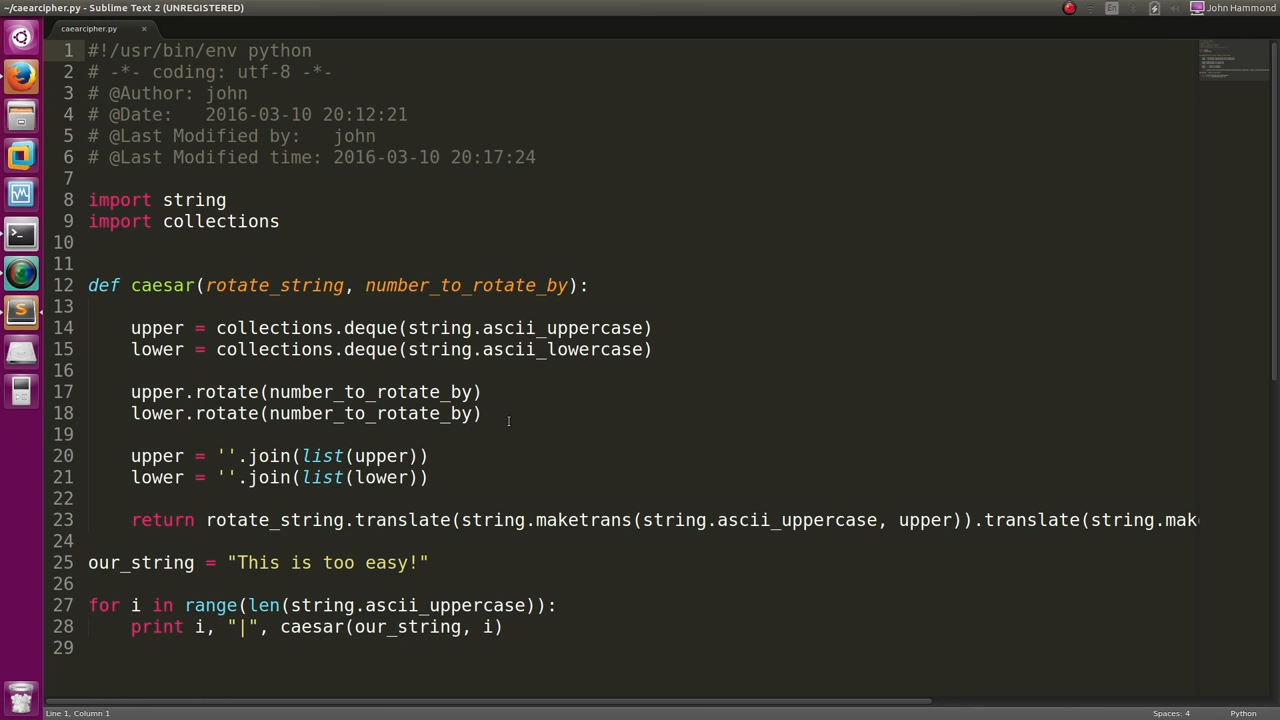 ~/caearcipher.py - Sublime Text 2 (UNREGISTERED)
En
John Hammond
caearcipher.py ×
1 #!/usr/bin/env python
2 # -*- coding: utf-8 -*-
3 # @Author: john
4 # @Date:   2016-03-10 20:12:21
5 # @Last Modified by:   john
6 # @Last Modified time: 2016-03-10 20:17:24
7
8 import string
9 import collections
10
11
12 def caesar(rotate_string, number_to_rotate_by):
13
14     upper = collections.deque(string.ascii_uppercase)
15     lower = collections.deque(string.ascii_lowercase)
16
17     upper.rotate(number_to_rotate_by)
18     lower.rotate(number_to_rotate_by)
19
20     upper = ''.join(list(upper))
21     lower = ''.join(list(lower))
22
23     return rotate_string.translate(string.maketrans(string.ascii_uppercase, upper)).translate(string.mak
24
25 our_string = "This is too easy!"
26
27 for i in range(len(string.ascii_uppercase)):
28     print i, "|", caesar(our_string, i)
29
Line 1, Column 1
Spaces: 4
Python